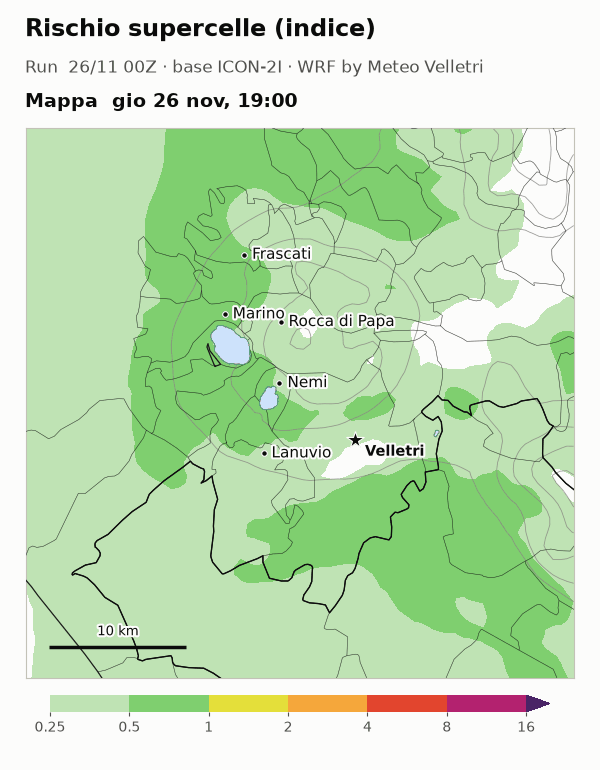 Rischio supercelle (indice)
Run  26/11 00Z · base ICON-2I · WRF by Meteo Velletri
Mappa  gio 26 nov, 19:00
Frascati
Marino
Rocca di Papa
Nemi
Velletri
Lanuvio
10 km
0.25 0.5 1 2 4 8 16